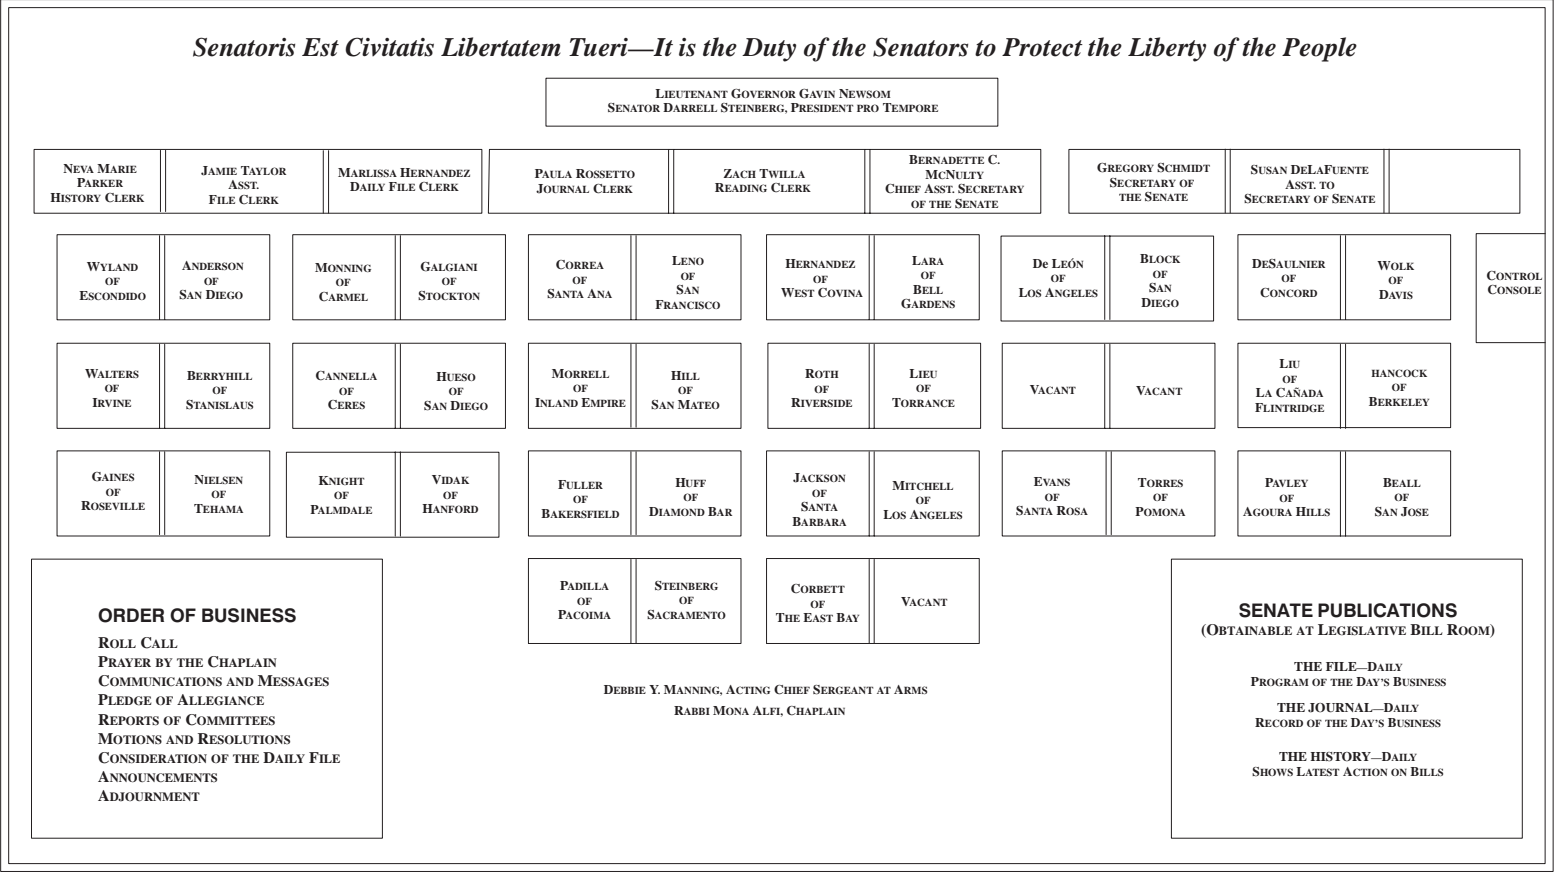 Senatoris Est Civitatis Libertatem Tueri—It is the Duty of the Senators to Protect the Liberty of the People
Lieutenant Governor Gavin Newsom
Senator Darrell Steinberg, President pro Tempore
Neva Marie
Parker
History Clerk
Jamie Taylor
Asst.
File Clerk
Marlissa Hernandez
Daily File Clerk
Paula Rossetto
Journal Clerk
Zach Twilla
Reading Clerk
Bernadette C.
McNulty
Chief Asst. Secretary
of the Senate
Gregory Schmidt
Secretary of
the Senate
Susan DeLaFuente
Asst. to
Secretary of Senate
Wyland
of
Escondido
Anderson
of
San Diego
Monning
of
Carmel
Galgiani
of
Stockton
Correa
of
Santa Ana
Leno
of
San
Francisco
Hernandez
of
West Covina
Lara
of
Bell
Gardens
De León
of
Los Angeles
Block
of
San
Diego
DeSaulnier
of
Concord
Wolk
of
Davis
Control
Console
Walters
of
Irvine
Berryhill
of
Stanislaus
Cannella
of
Ceres
Hueso
of
San Diego
Morrell
of
Inland Empire
Hill
of
San Mateo
Roth
of
Riverside
Lieu
of
Torrance
Vacant
Vacant
Liu
of
La Cañada
Flintridge
hancock
of
Berkeley
Gaines
of
Roseville
Nielsen
of
Tehama
Knight
of
Palmdale
Vidak
of
Hanford
Fuller
of
Bakersfield
Huff
of
Diamond Bar
Jackson
of
Santa
Barbara
Mitchell
of
Los Angeles
Evans
of
Santa Rosa
Torres
of
Pomona
Pavley
of
Agoura Hills
Beall
of
San Jose
Padilla
of
Pacoima
Steinberg
of
Sacramento
Corbett
of
The East Bay
Vacant
ORDER OF BUSINESS
Roll Call
Prayer by the Chaplain
Communications and Messages
Pledge of Allegiance
Reports of Committees
Motions and Resolutions
Consideration of the Daily File
Announcements
Adjournment
Debbie Y. Manning, Acting Chief Sergeant at Arms
Rabbi Mona Alfi, Chaplain
SENATE PUBLICATIONS
(Obtainable at Legislative Bill Room)
THE FILE—Daily
Program of the Day's Business
THE JOURNAL—Daily
Record of the Day's Business
THE HISTORY—Daily
Shows Latest Action on Bills